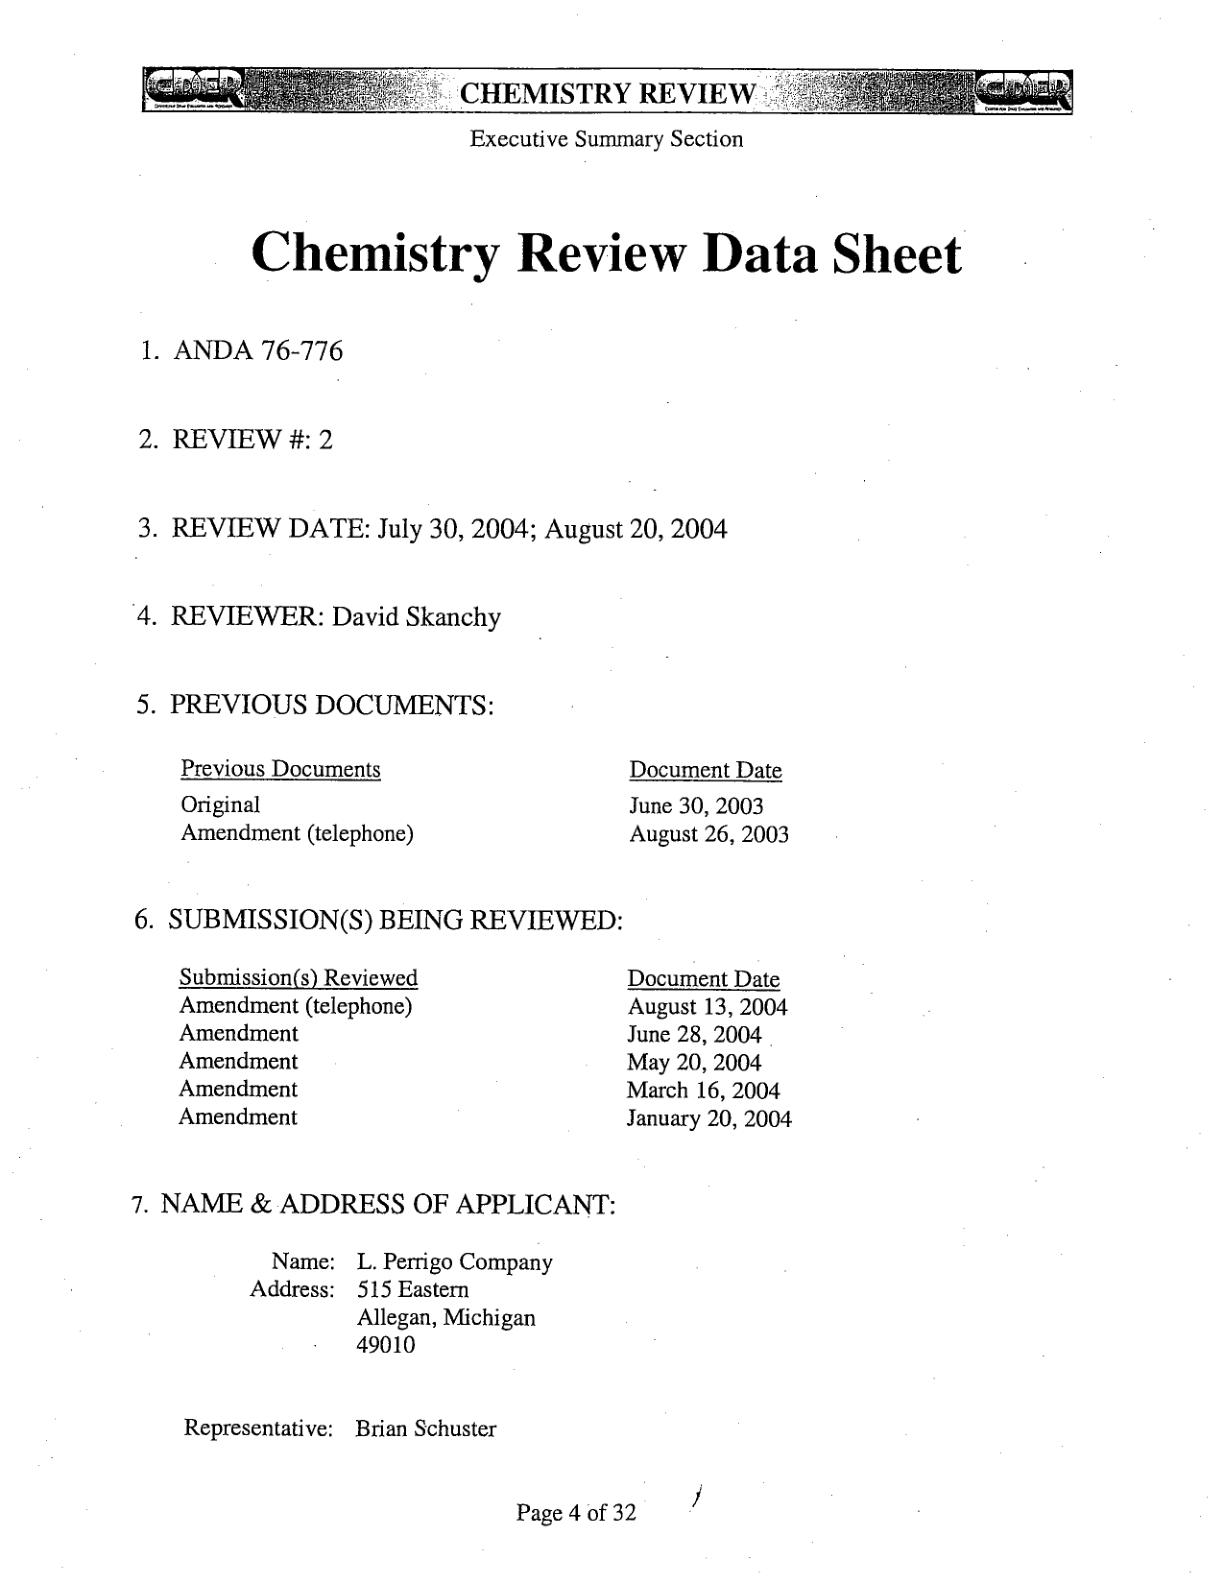 CDER CHEMISTRY REVIEW CDER
Executive Summary Section
Chemistry Review Data Sheet
1. ANDA 76-776
2. REVIEW #: 2
3. REVIEW DATE: July 30, 2004; August 20, 2004
4. REVIEWER: David Skanchy
5. PREVIOUS DOCUMENTS:
Previous Documents Document Date
Original June 30, 2003
Amendment (telephone) August 26, 2003
6. SUBMISSION(S) BEING REVIEWED:
Submission(s) Reviewed Document Date
Amendment (telephone) August 13, 2004
Amendment June 28, 2004
Amendment May 20, 2004
Amendment March 16, 2004
Amendment January 20, 2004
7. NAME & ADDRESS OF APPLICANT:
Name: L. Perrigo Company
Address: 515 Eastern
Allegan, Michigan
49010
Representative: Brian Schuster
Page 4 of 32